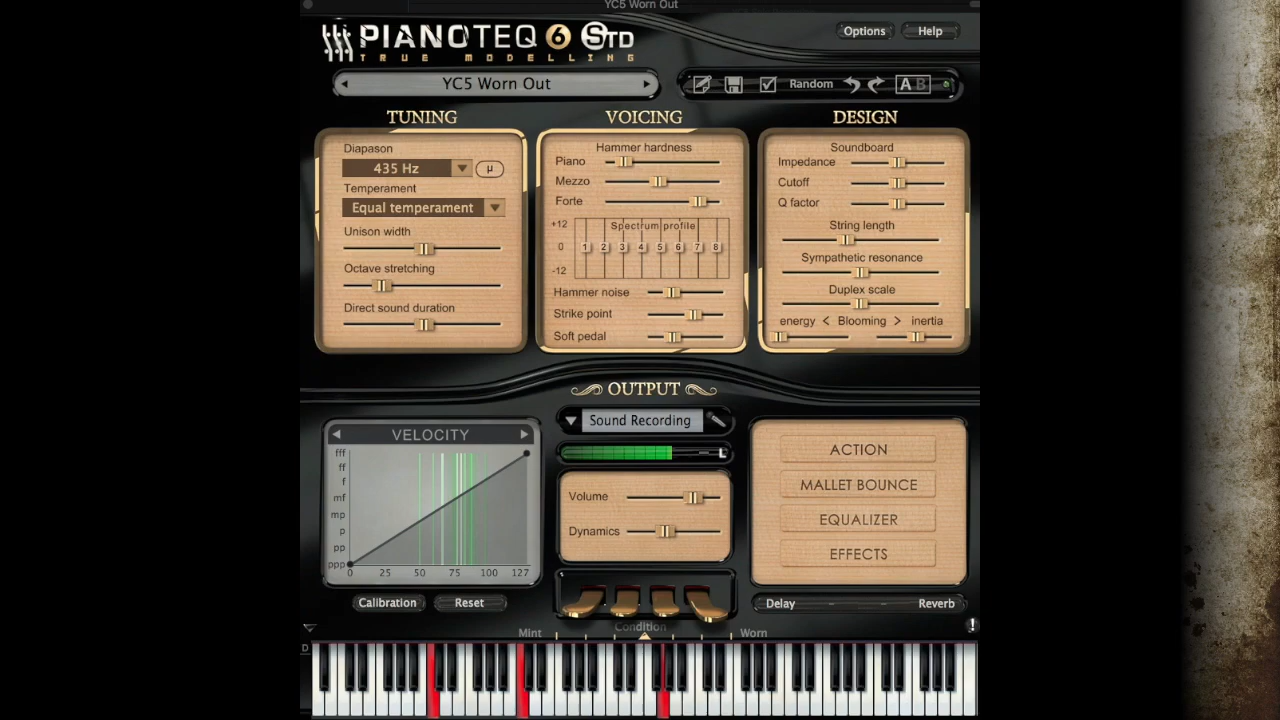 YC5 Worn Out
PIANOTEQ 6 STD
TRUE MODELLING
Options
Help
YC5 Worn Out
Random
A B
TUNING
Diapason
435 Hz
µ
Temperament
Equal temperament
Unison width
Octave stretching
Direct sound duration
VOICING
Hammer hardness
Piano
Mezzo
Forte
Spectrum profile
+12
0
-12
1 2 3 4 5 6 7 8
Hammer noise
Strike point
Soft pedal
DESIGN
Soundboard
Impedance
Cutoff
Q factor
String length
Sympathetic resonance
Duplex scale
energy < Blooming > inertia
OUTPUT
VELOCITY
fff
ff
f
mf
mp
p
pp
ppp
0 25 50 75 100 127
Calibration
Reset
Sound Recording
L
Volume
Dynamics
ACTION
MALLET BOUNCE
EQUALIZER
EFFECTS
Delay
Reverb
Mint
Condition
Worn
!
D